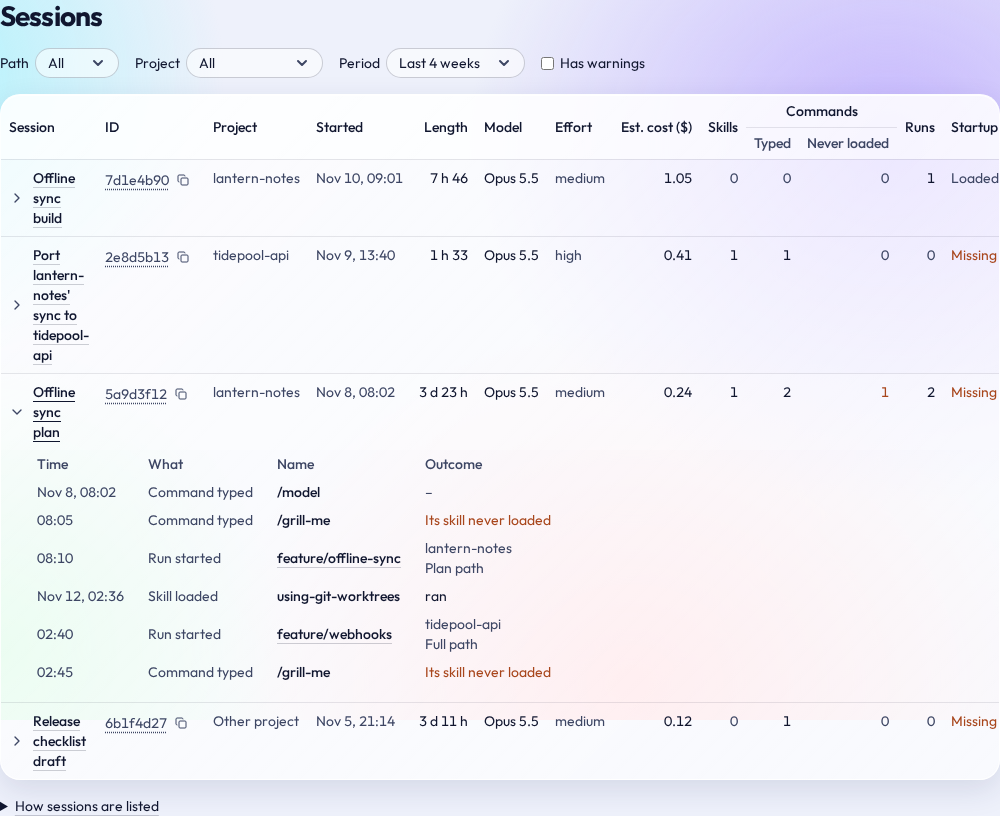 Sessions
Path All Project All Period Last 4 weeks Has warnings
Commands
Session ID Project Started Length Model Effort Est. cost ($) Skills Runs Startup
Typed Never loaded
Offline 7d1e4b90 lantern-notes Nov 10, 09:01 7 h 46 Opus 5.5 medium 1.05 0 0 0 1 Loaded
sync
build
Port 2e8d5b13 tidepool-api Nov 9, 13:40 1 h 33 Opus 5.5 high 0.41 1 1 0 0 Missing
lantern-
notes'
sync to
tidepool-
api
Offline 5a9d3f12 lantern-notes Nov 8, 08:02 3 d 23 h Opus 5.5 medium 0.24 1 2 1 2 Missing
sync
plan
Time What Name Outcome
Nov 8, 08:02 Command typed /model –
08:05 Command typed /grill-me Its skill never loaded
08:10 Run started feature/offline-sync lantern-notes
Plan path
Nov 12, 02:36 Skill loaded using-git-worktrees ran
02:40 Run started feature/webhooks tidepool-api
Full path
02:45 Command typed /grill-me Its skill never loaded
Release 6b1f4d27 Other project Nov 5, 21:14 3 d 11 h Opus 5.5 medium 0.12 0 1 0 0 Missing
checklist
draft
How sessions are listed